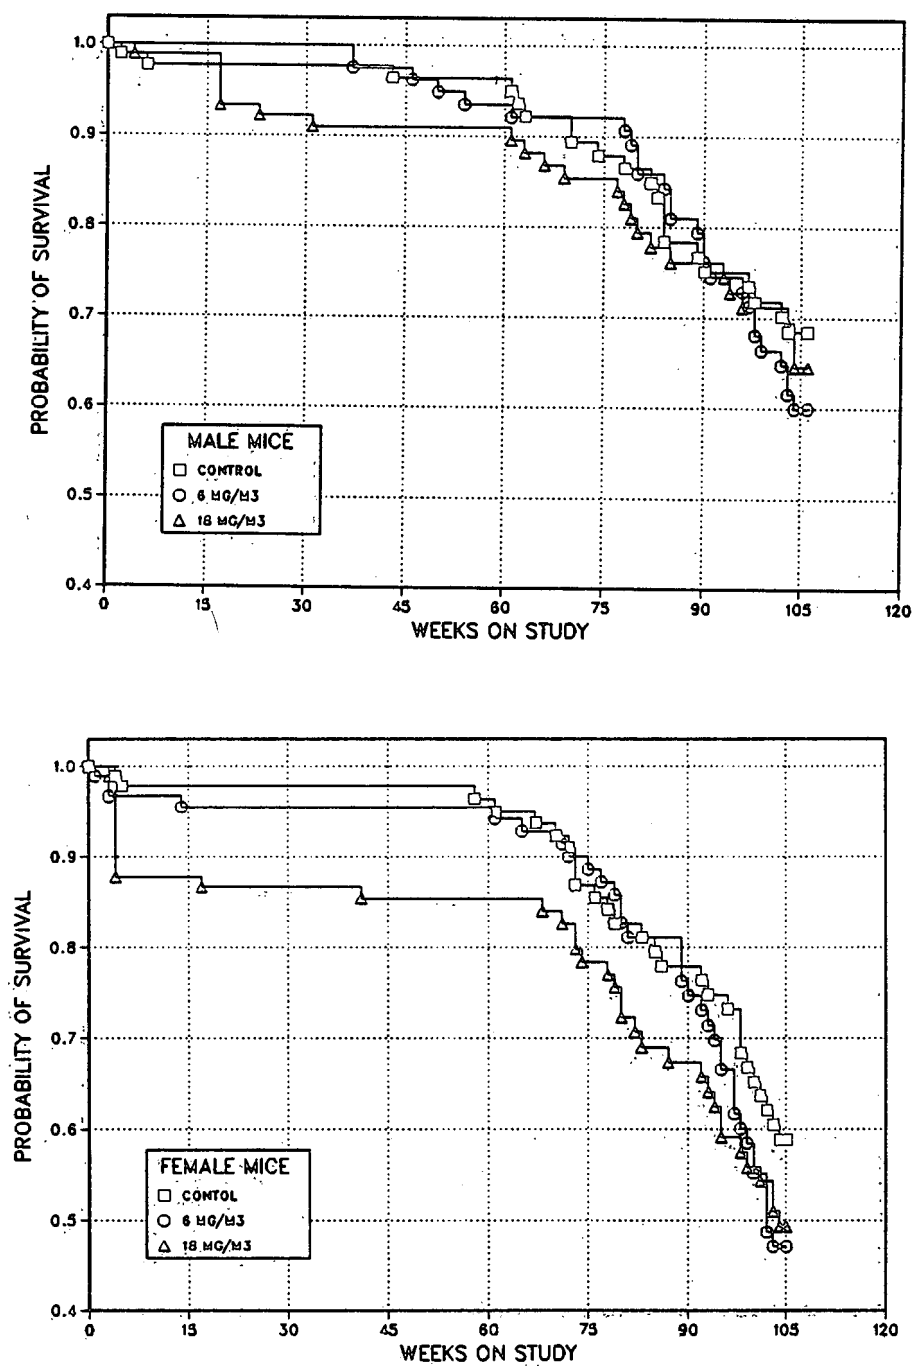 1.0
0.9
0.8
0.7
0.6
0.5
0.4
PROBABILITY OF SURVIVAL
MALE MICE
CONTROL
6 MG/M3
18 MG/M3
0 15 30 45 60 75 90 105 120
WEEKS ON STUDY
1.0
0.9
0.8
0.7
0.6
0.5
0.4
PROBABILITY OF SURVIVAL
FEMALE MICE
CONTOL
6 MG/M3
18 MG/M3
0 15 30 45 60 75 90 105 120
WEEKS ON STUDY